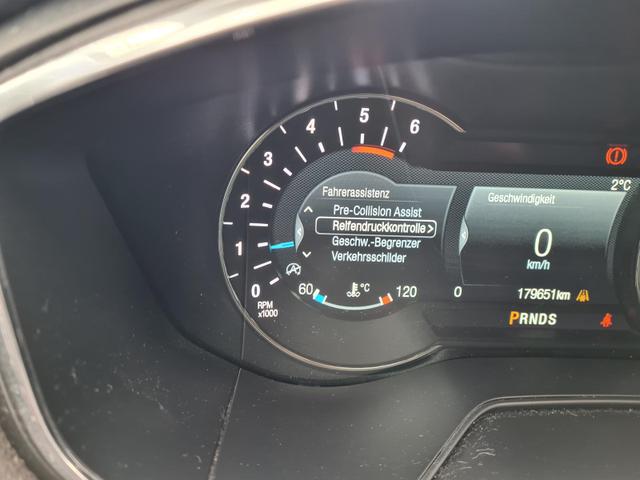 6
5
4
3
2
1
0
RPM
x1000
Fahrerassistenz
Pre-Collision Assist
Reifendruckkontrolle >
Geschw.-Begrenzer
Verkehrsschilder
60 °C 120
2°C
Geschwindigkeit
0
km/h
0 179651km
PRNDS